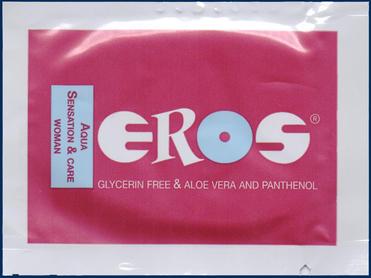 AQUA
SENSATION & CARE
WOMAN
EROS®
GLYCERIN FREE & ALOE VERA AND PANTHENOL